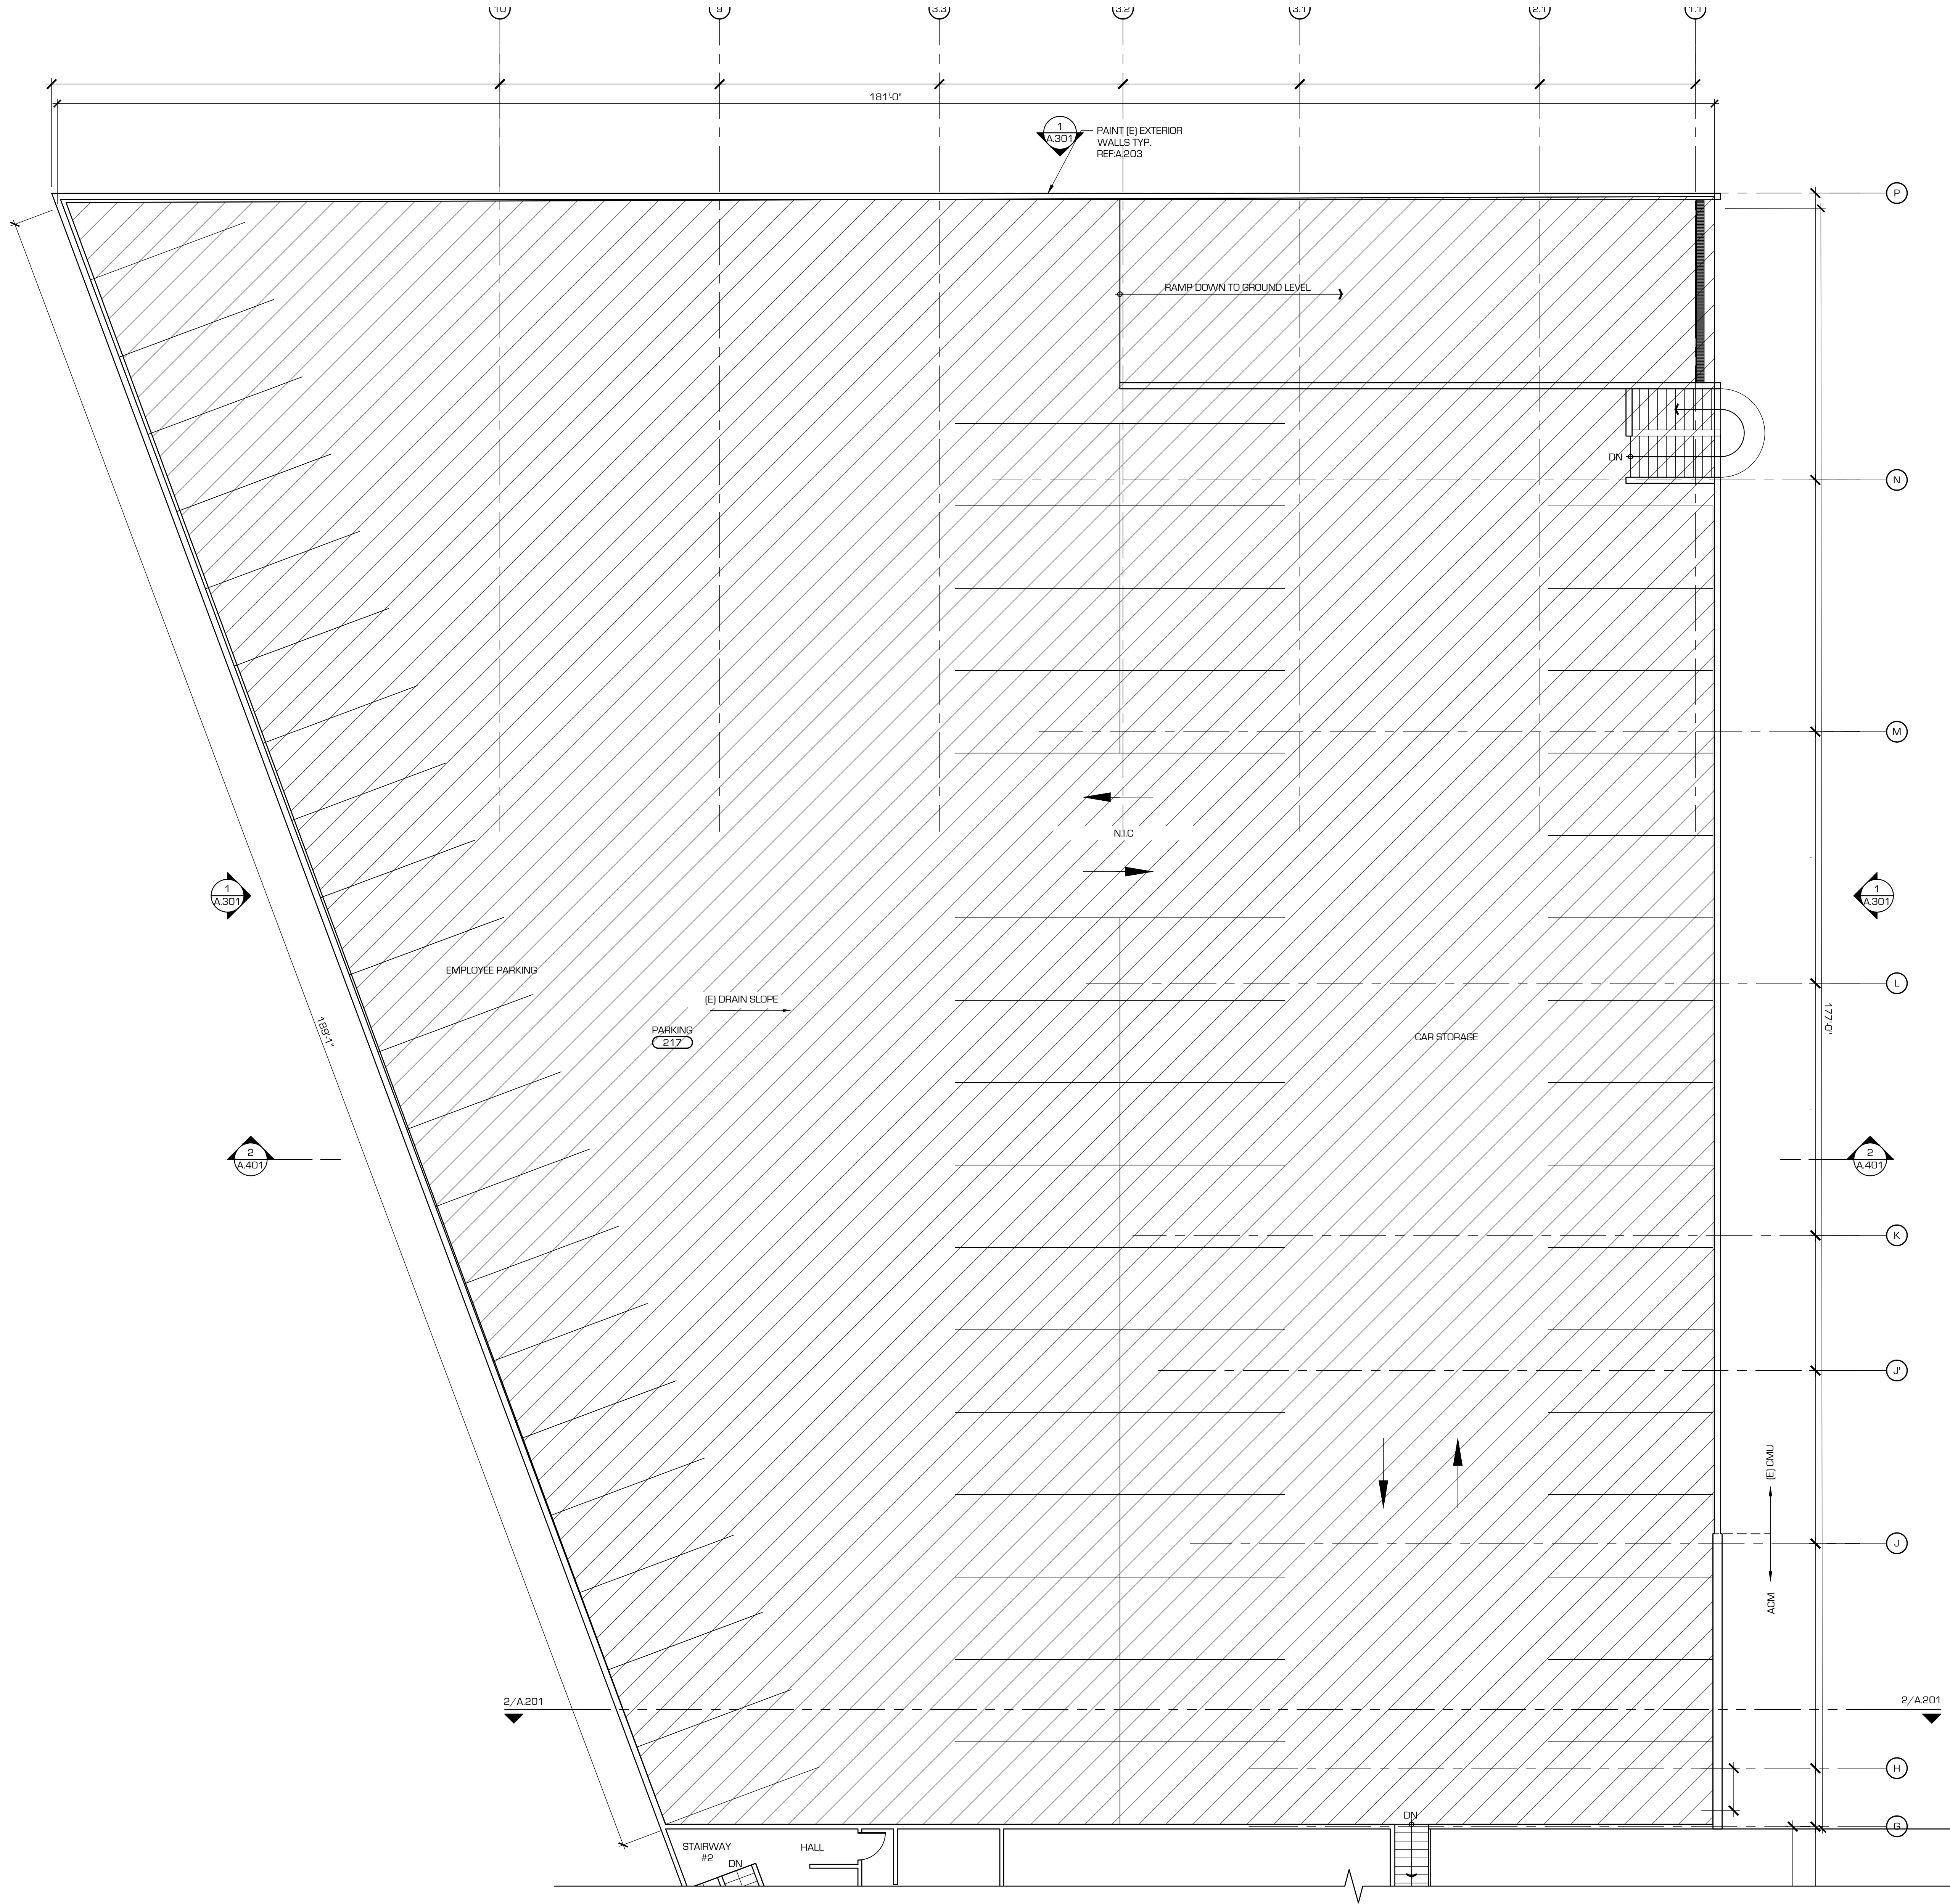 10 9 3.3 3.2 3.1 2.1 1.1
181'-0"
1
A.301
PAINT (E) EXTERIOR
WALLS TYP.
REF:A.203
P
RAMP DOWN TO GROUND LEVEL
DN
N
M
N.I.C
1
A.301
1
A.301
EMPLOYEE PARKING
L
(E) DRAIN SLOPE
177'-0"
189'-1"
PARKING
217
CAR STORAGE
2
A.401
2
A.401
K
J'
(E) CMU
J
ACM
2/A.201
2/A.201
H
DN
G
STAIRWAY
#2
HALL
DN